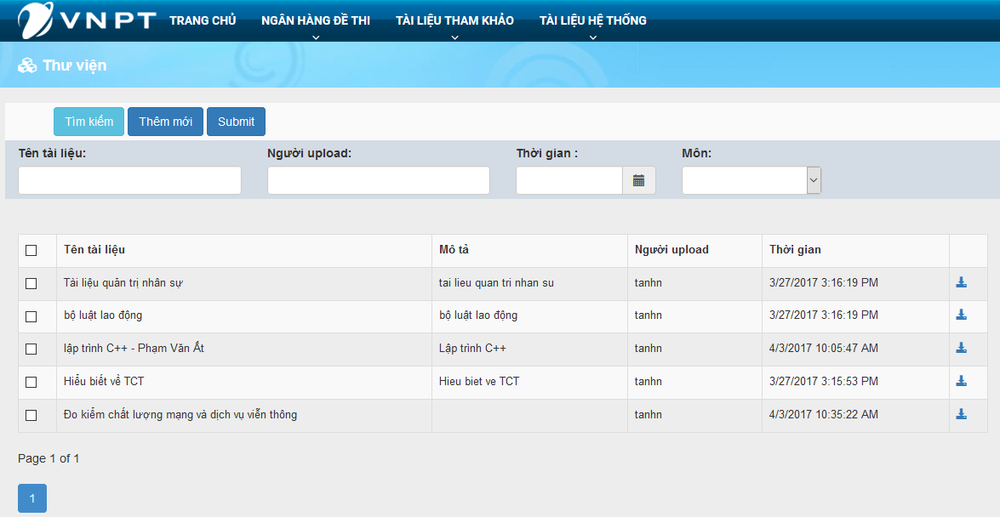 VNPT TRANG CHỦ NGÂN HÀNG ĐỀ THI TÀI LIỆU THAM KHẢO TÀI LIỆU HỆ THỐNG
Thư viện
Tìm kiếm Thêm mới Submit
Tên tài liệu: Người upload: Thời gian : Môn:
Tên tài liệu Mô tả Người upload Thời gian
Tài liệu quản trị nhân sự tai lieu quan tri nhan su tanhn 3/27/2017 3:16:19 PM
bộ luật lao động bộ luật lao động tanhn 3/27/2017 3:16:19 PM
lập trình C++ - Phạm Văn Ất Lập trình C++ tanhn 4/3/2017 10:05:47 AM
Hiểu biết về TCT Hieu biet ve TCT tanhn 3/27/2017 3:15:53 PM
Đo kiểm chất lượng mạng và dịch vụ viễn thông tanhn 4/3/2017 10:35:22 AM
Page 1 of 1
1